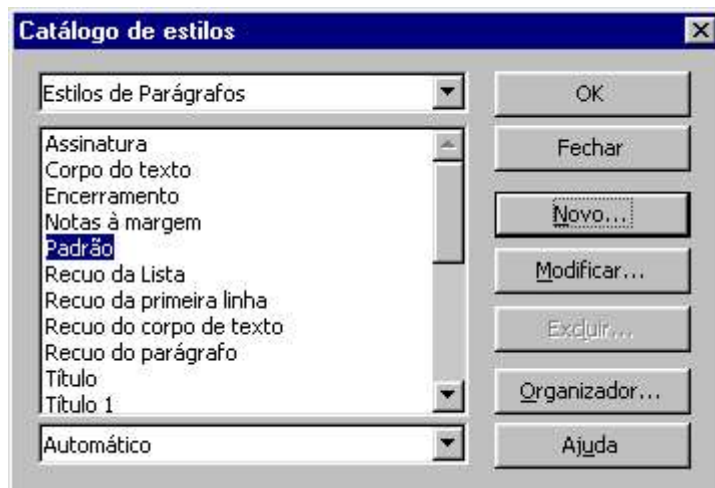 Catálogo de estilos
Estilos de Parágrafos
Assinatura
Corpo do texto
Encerramento
Notas à margem
Padrão
Recuo da Lista
Recuo da primeira linha
Recuo do corpo de texto
Recuo do parágrafo
Título
Título 1
Automático
OK
Fechar
Novo...
Modificar...
Excluir...
Organizador...
Ajuda